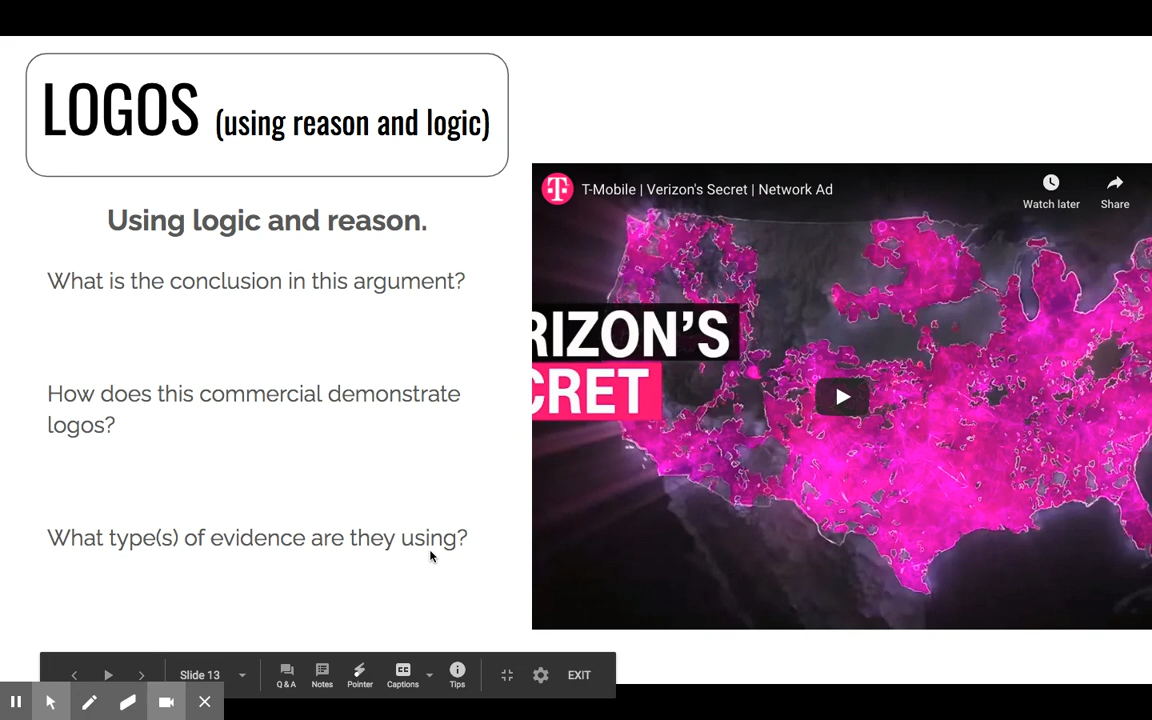 LOGOS (using reason and logic)
Using logic and reason.
What is the conclusion in this argument?
How does this commercial demonstrate
logos?
What type(s) of evidence are they using?
T
T-Mobile | Verizon's Secret | Network Ad
Watch later
Share
RIZON'S
CRET
Slide 13
Q & A
Notes
Pointer
CC
Captions
Tips
EXIT